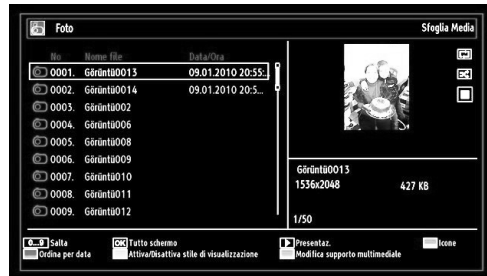 Foto
Sfoglia Media
No Nome file Data/Ora
0001. Görüntü0013 09.01.2010 20:55:..
0002. Görüntü0014 09.01.2010 20:5...
0003. Görüntü002
0004. Görüntü006
0005. Görüntü008
0006. Görüntü009
0007. Görüntü010
0008. Görüntü011
0009. Görüntü012
Görüntü0013
1536x2048 427 KB
1/50
0...9 Salta OK Tutto schermo Presentaz. Icone
Ordina per data Attiva/Disattiva stile di visualizzazione Modifica supporto multimediale